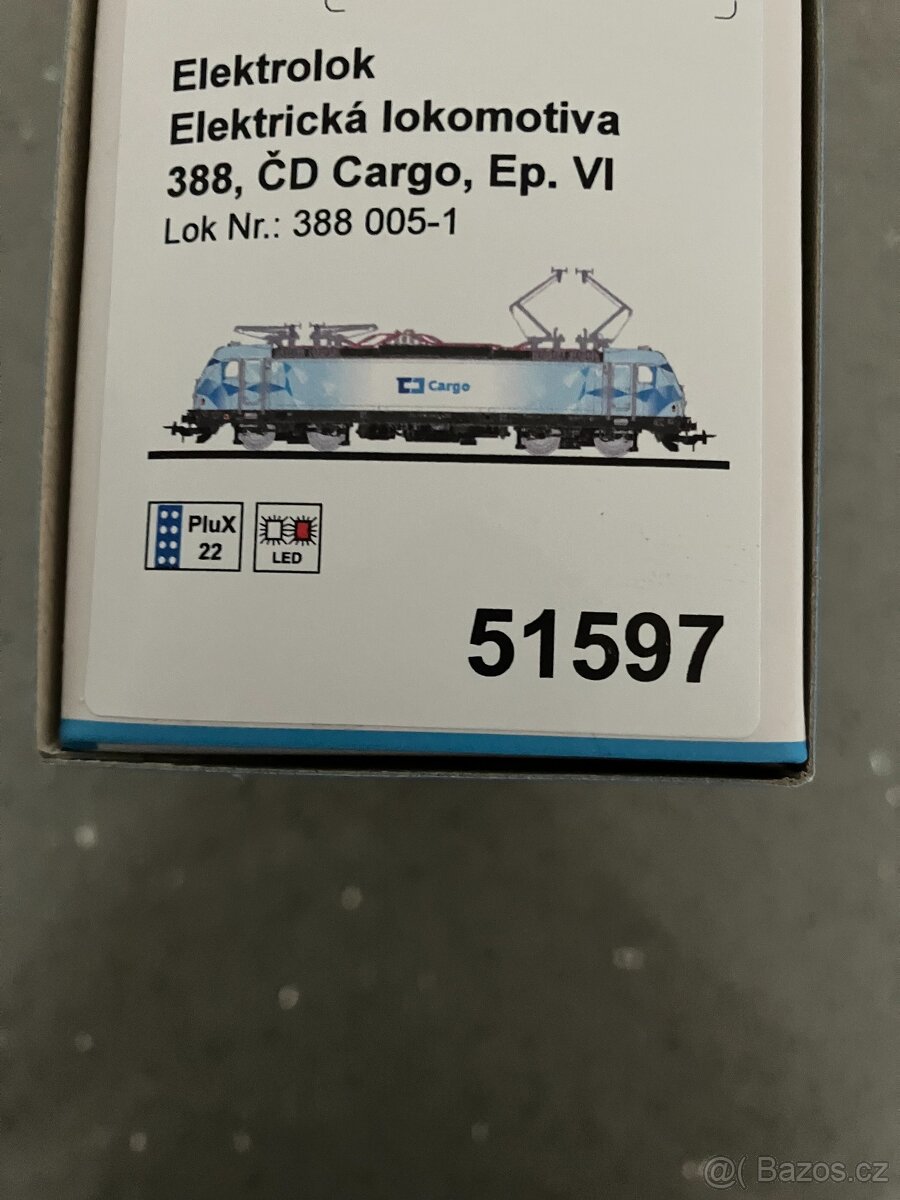 Elektrolok
Elektrická lokomotiva
388, ČD Cargo, Ep. VI
Lok Nr.: 388 005-1
Cargo
PluX
22
LED
51597
@( Bazos.cz